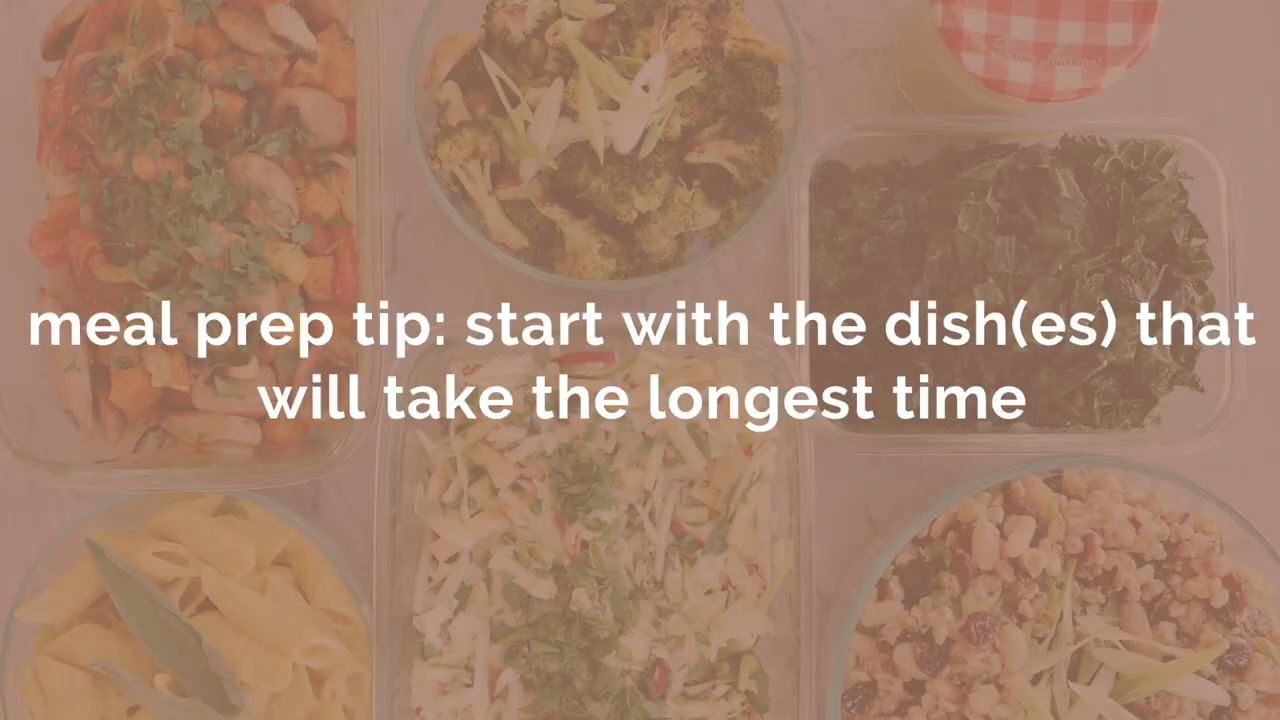 meal prep tip: start with the dish(es) that
will take the longest time